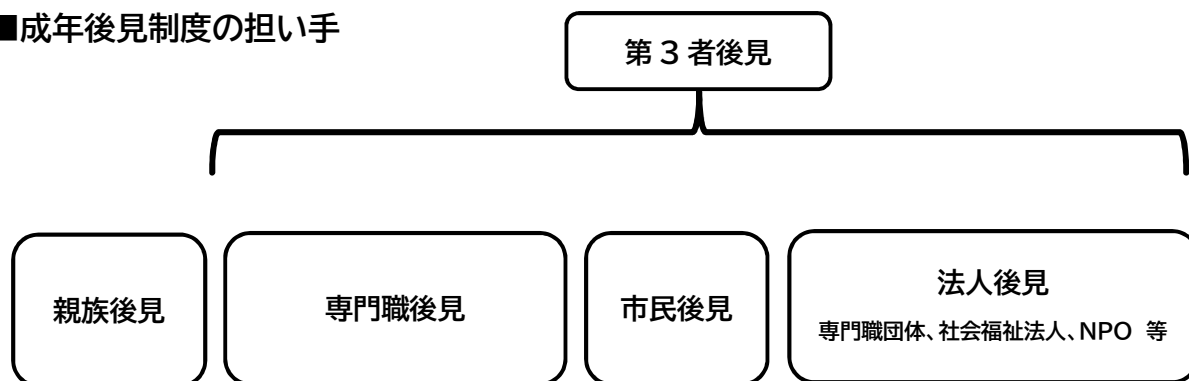 ■成年後見制度の担い手
第3者後見
親族後見
専門職後見
市民後見
法人後見
専門職団体、社会福祉法人、NPO 等